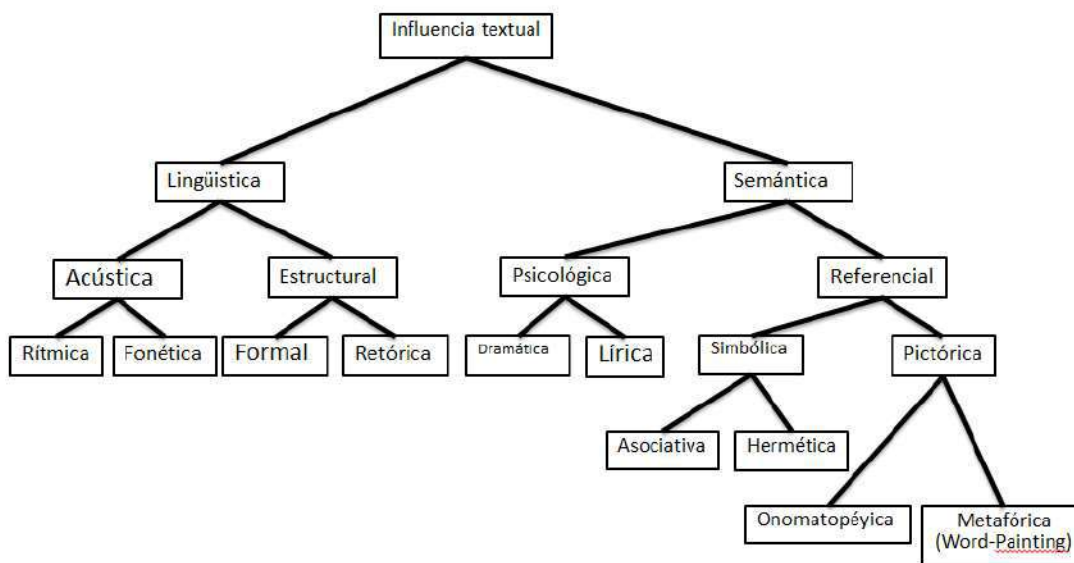 Influencia textual
Lingüistica
Semántica
Acústica
Estructural
Psicológica
Referencial
Rítmica
Fonética
Formal
Retórica
Dramática
Lírica
Simbólica
Pictórica
Asociativa
Hermética
Onomatopéyica
Metafórica
(Word-Painting)